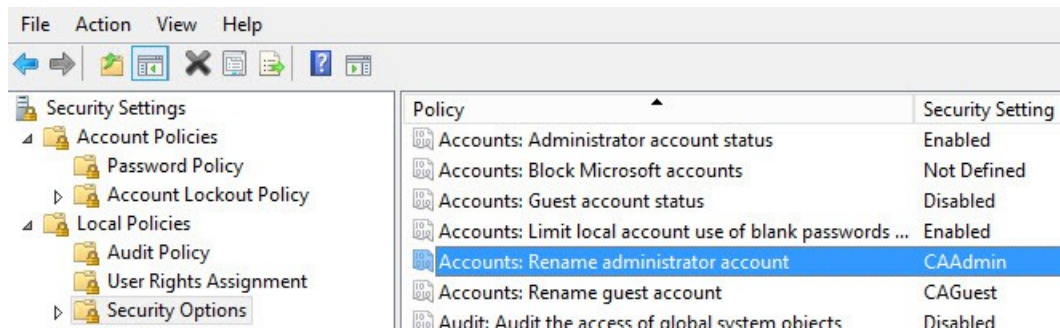 File Action View Help
Security Settings
Account Policies
Password Policy
Account Lockout Policy
Local Policies
Audit Policy
User Rights Assignment
Security Options
Policy Security Setting
Accounts: Administrator account status Enabled
Accounts: Block Microsoft accounts Not Defined
Accounts: Guest account status Disabled
Accounts: Limit local account use of blank passwords ... Enabled
Accounts: Rename administrator account CAAdmin
Accounts: Rename guest account CAGuest
Audit: Audit the access of global system objects Disabled